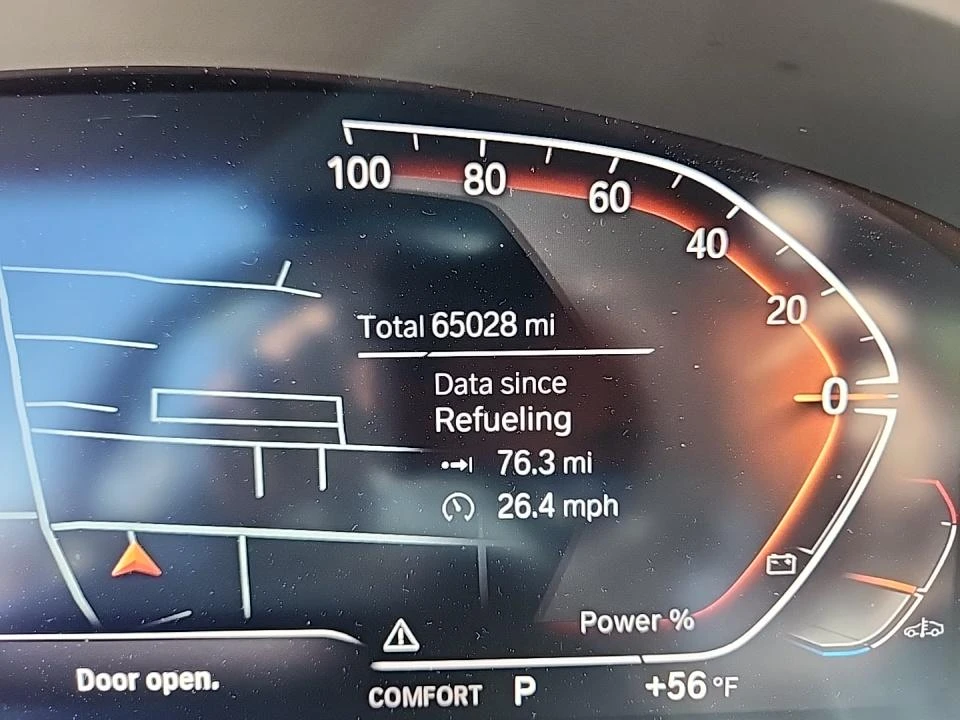 100
80
60
40
20
0
Total 65028 mi
Data since
Refueling
76.3 mi
26.4 mph
Power %
Door open.
COMFORT P +56 °F